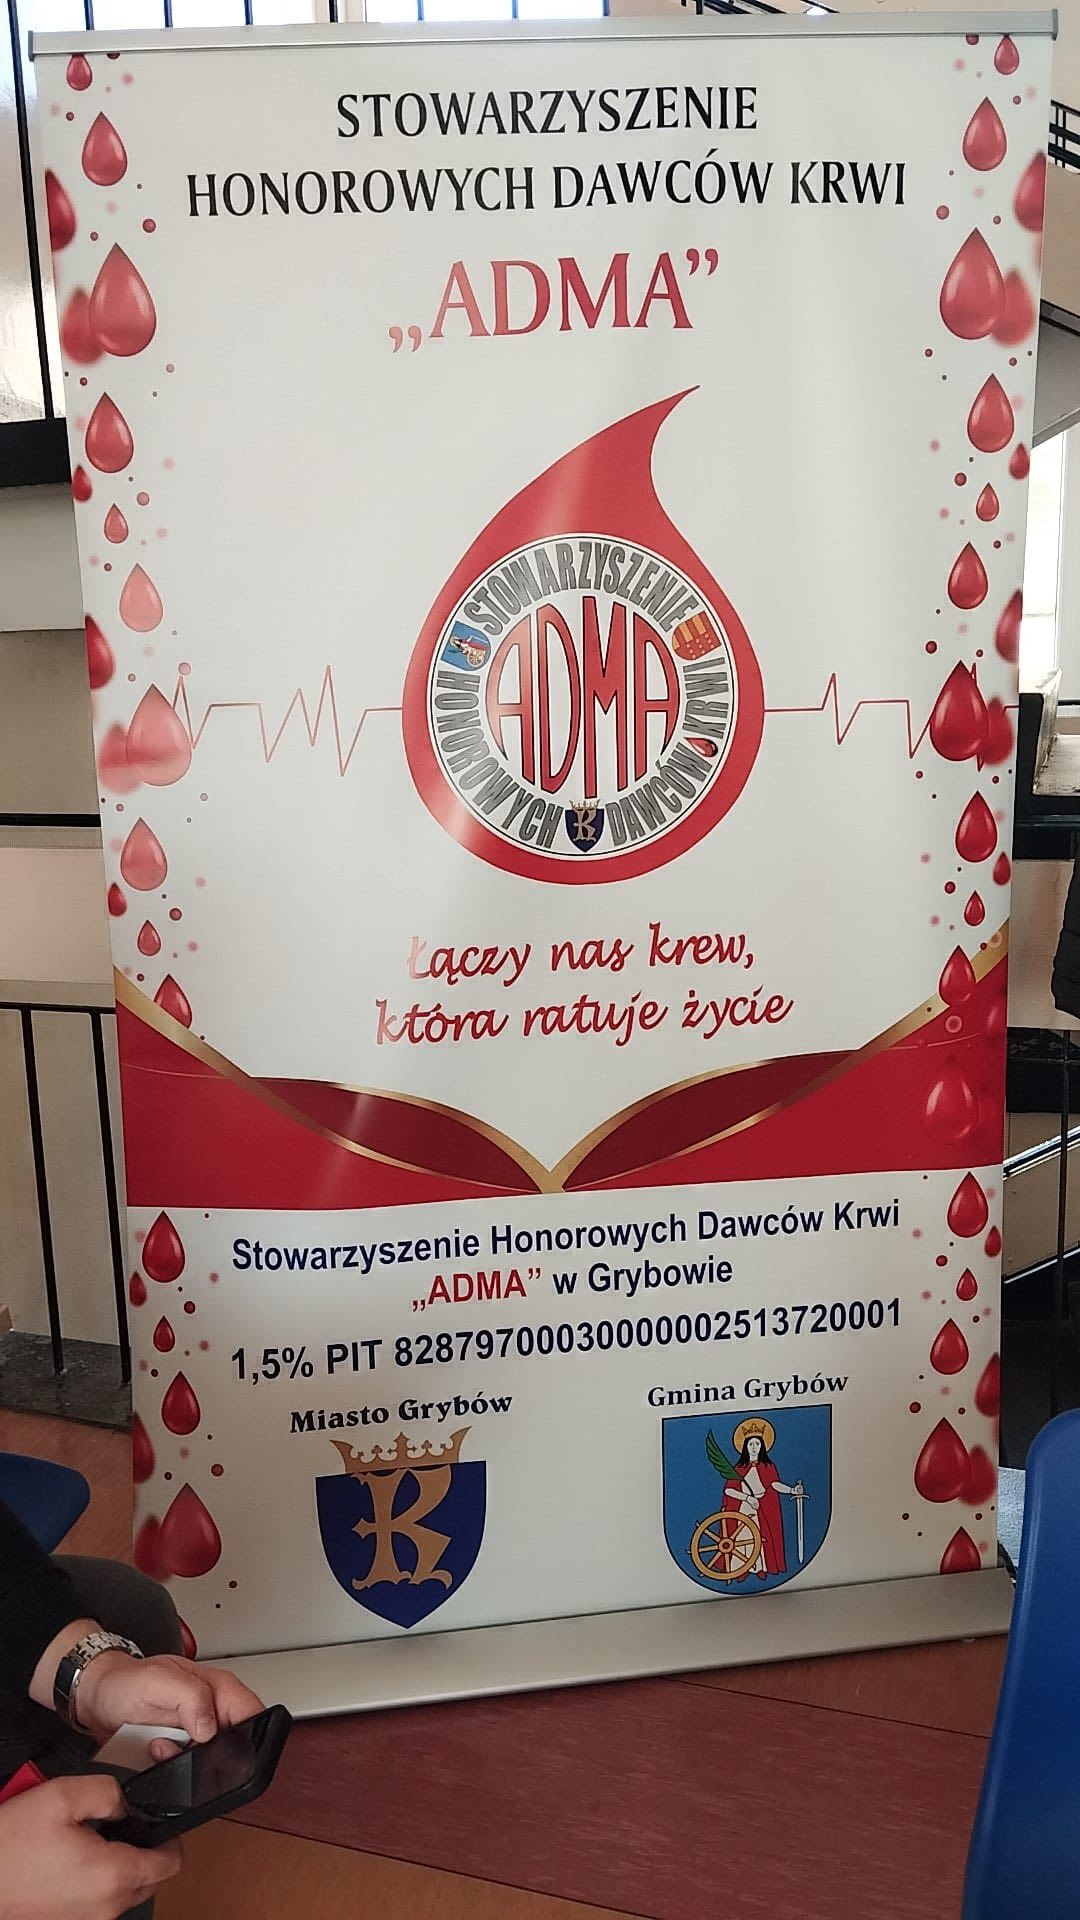 STOWARZYSZENIE
HONOROWYCH DAWCÓW KRWI
„ADMA”
STOWARZYSZENIE
HONOROWYCH
DAWCÓW KRWI
ADMA
R
Łączy nas krew,
która ratuje życie
Stowarzyszenie Honorowych Dawców Krwi
„ADMA” w Grybowie
1,5% PIT 82879700030000002513720001
Miasto Grybów
Gmina Grybów
R